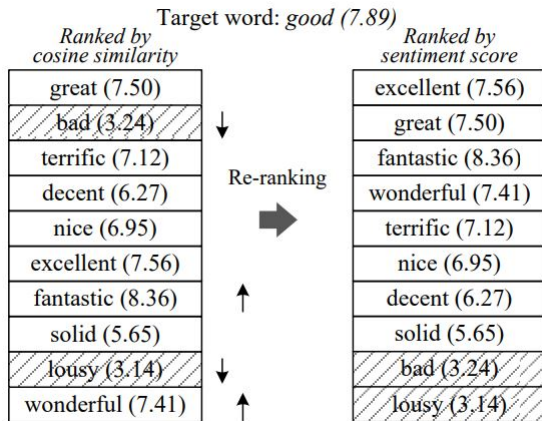 Target word: good (7.89)
Ranked by
cosine similarity
great (7.50)
bad (3.24)
terrific (7.12)
decent (6.27)
nice (6.95)
excellent (7.56)
fantastic (8.36)
solid (5.65)
lousy (3.14)
wonderful (7.41)
Re-ranking
Ranked by
sentiment score
excellent (7.56)
great (7.50)
fantastic (8.36)
wonderful (7.41)
terrific (7.12)
nice (6.95)
decent (6.27)
solid (5.65)
bad (3.24)
lousy (3.14)